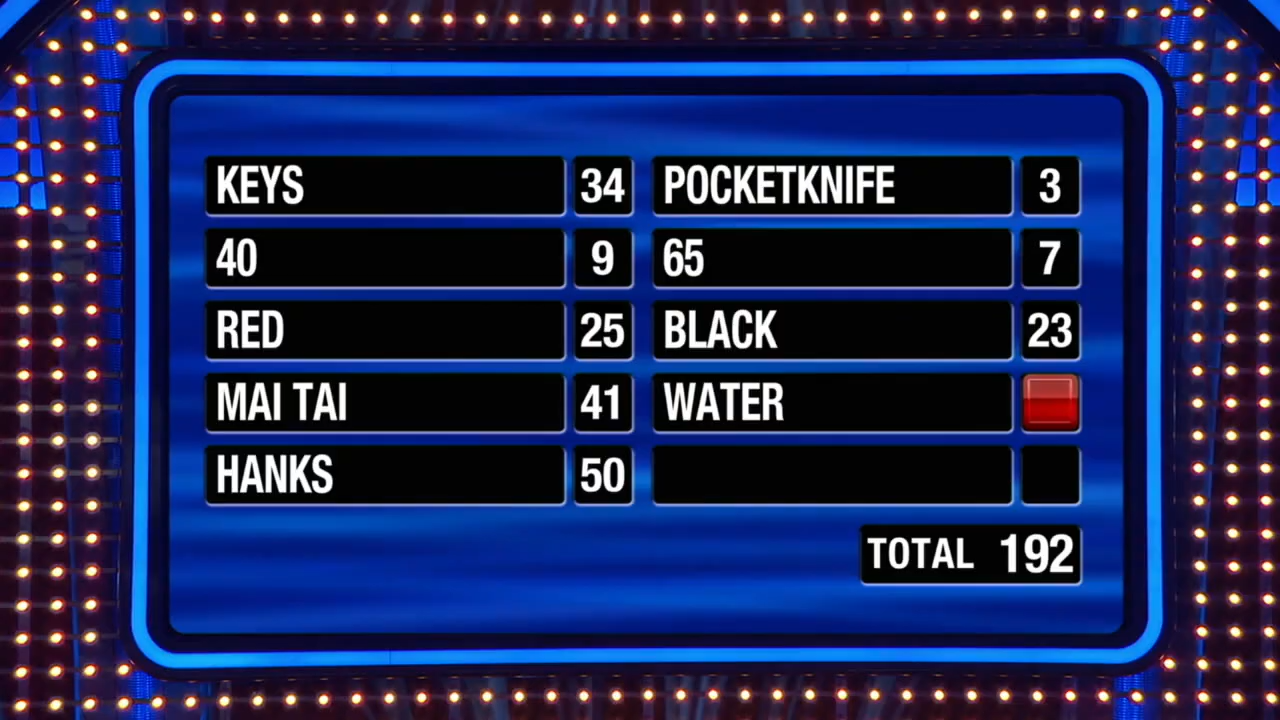 KEYS 34 POCKETKNIFE 3
40 9 65 7
RED 25 BLACK 23
MAI TAI 41 WATER
HANKS 50
TOTAL 192